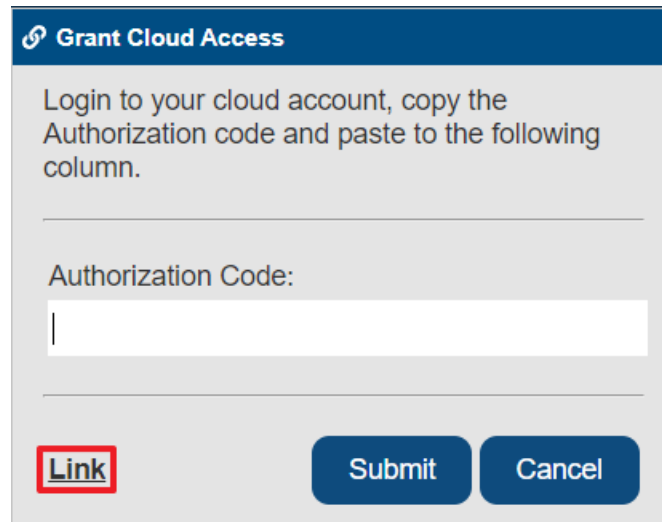 Grant Cloud Access
Login to your cloud account, copy the
Authorization code and paste to the following
column.
Authorization Code:
Link
Submit
Cancel